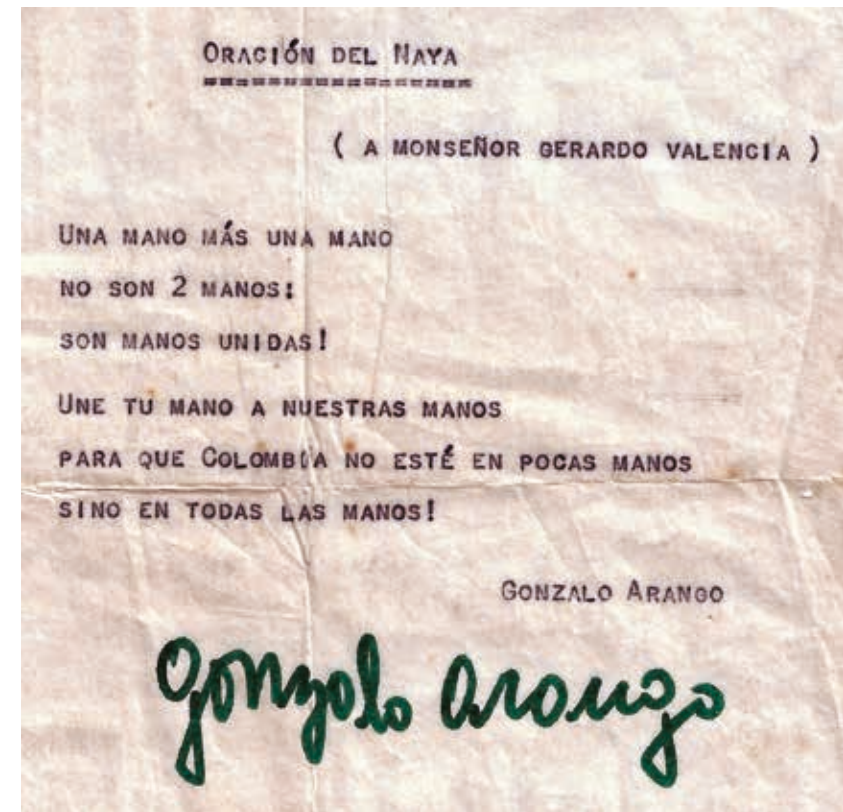 ORACIÓN DEL NAYA
( A MONSEÑOR GERARDO VALENCIA )
UNA MANO MÁS UNA MANO
NO SON 2 MANOS:
SON MANOS UNIDAS!
UNE TU MANO A NUESTRAS MANOS
PARA QUE COLOMBIA NO ESTÉ EN POCAS MANOS
SINO EN TODAS LAS MANOS!
GONZALO ARANGO
gonzalo arango